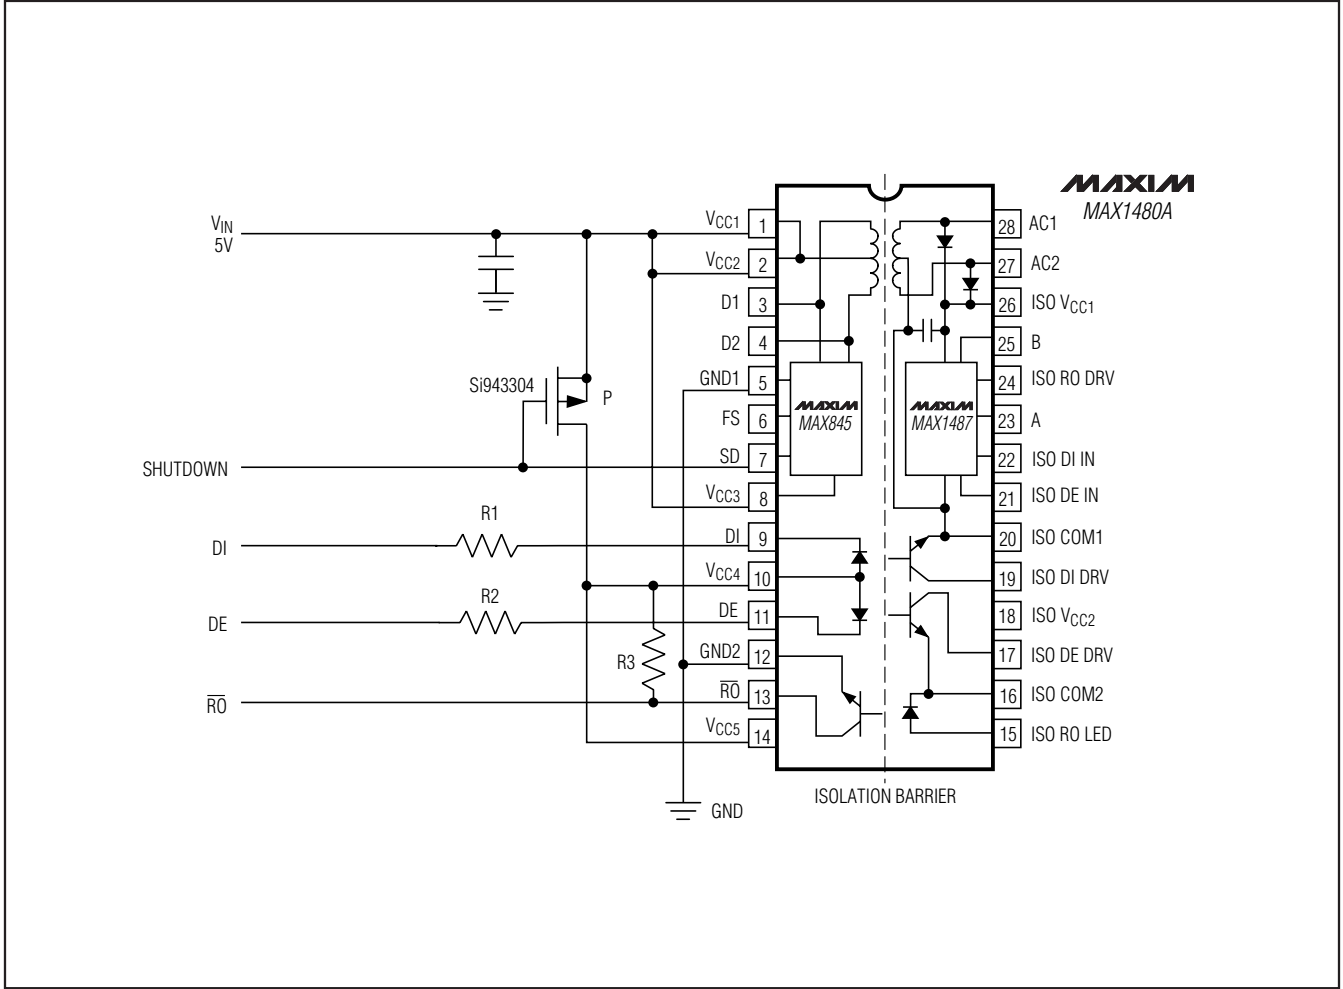 MAXIM
MAX1480A
VIN
5V
VCC1
1
28
AC1
VCC2
2
27
AC2
D1
3
26
ISO VCC1
D2
4
25
B
GND1
5
24
ISO RO DRV
Si943304
P
MAXIM
MAX845
MAXIM
MAX1487
FS
6
23
A
SHUTDOWN
SD
7
22
ISO DI IN
VCC3
8
21
ISO DE IN
R1
DI
DI
9
20
ISO COM1
VCC4
10
19
ISO DI DRV
R2
DE
DE
11
18
ISO VCC2
R3
GND2
12
17
ISO DE DRV
RO
RO
13
16
ISO COM2
VCC5
14
15
ISO RO LED
ISOLATION BARRIER
GND